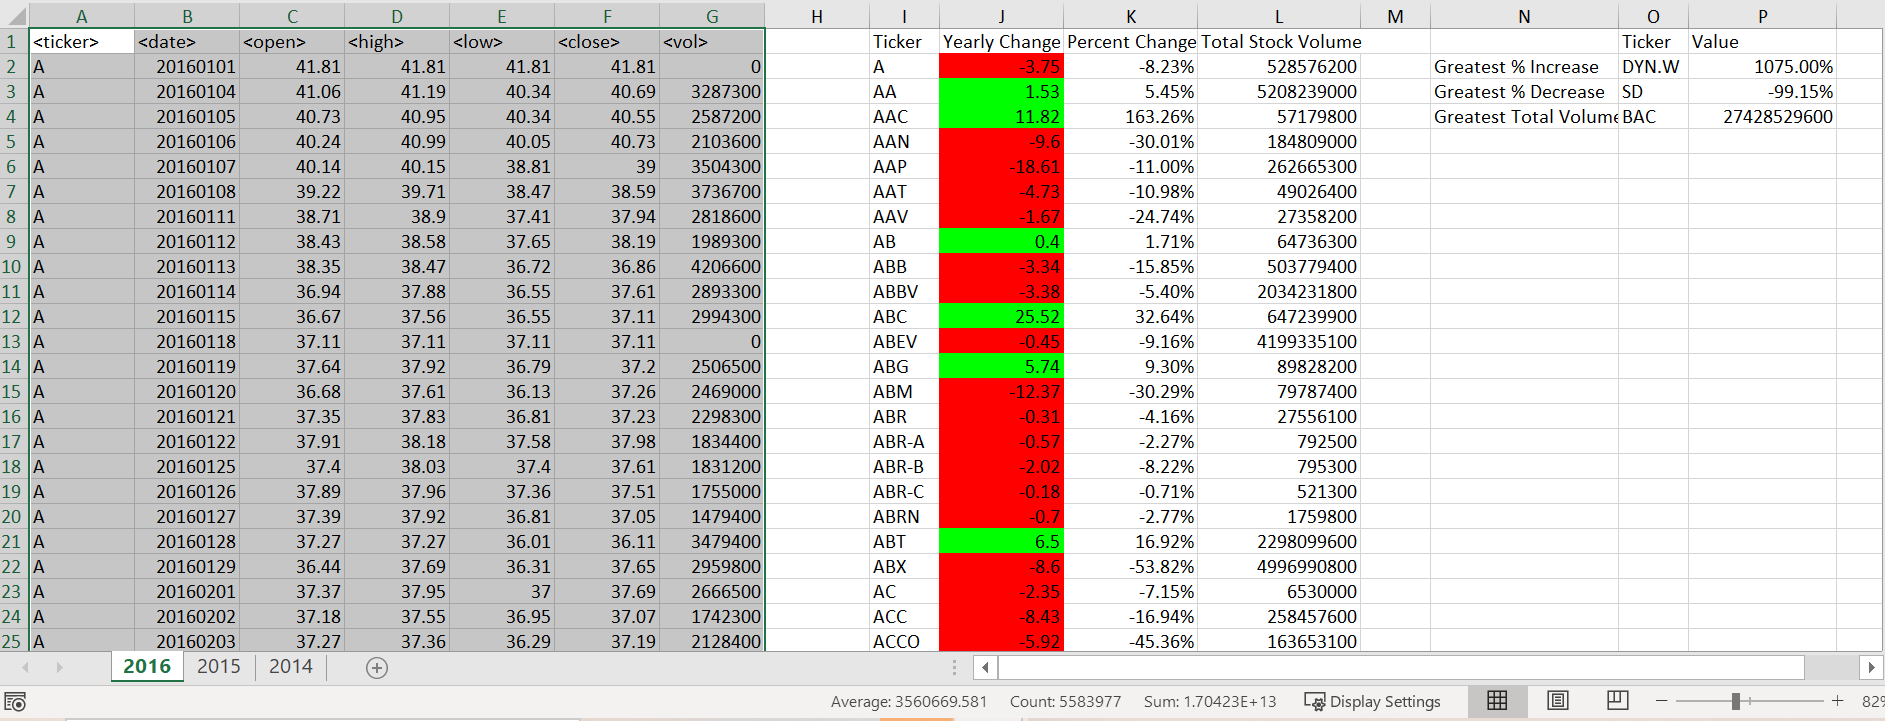 A B C D E F G H I J K L M N O P
1 <ticker> <date> <open> <high> <low> <close> <vol> Ticker Yearly Change Percent Change Total Stock Volume Ticker Value
2 A 20160101 41.81 41.81 41.81 41.81 0 A -3.75 -8.23% 528576200 Greatest % Increase DYN.W 1075.00%
3 A 20160104 41.06 41.19 40.34 40.69 3287300 AA 1.53 5.45% 5208239000 Greatest % Decrease SD -99.15%
4 A 20160105 40.73 40.95 40.34 40.55 2587200 AAC 11.82 163.26% 57179800 Greatest Total Volume BAC 27428529600
5 A 20160106 40.24 40.99 40.05 40.73 2103600 AAN -9.6 -30.01% 184809000
6 A 20160107 40.14 40.15 38.81 39 3504300 AAP -18.61 -11.00% 262665300
7 A 20160108 39.22 39.71 38.47 38.59 3736700 AAT -4.73 -10.98% 49026400
8 A 20160111 38.71 38.9 37.41 37.94 2818600 AAV -1.67 -24.74% 27358200
9 A 20160112 38.43 38.58 37.65 38.19 1989300 AB 0.4 1.71% 64736300
10 A 20160113 38.35 38.47 36.72 36.86 4206600 ABB -3.34 -15.85% 503779400
11 A 20160114 36.94 37.88 36.55 37.61 2893300 ABBV -3.38 -5.40% 2034231800
12 A 20160115 36.67 37.56 36.55 37.11 2994300 ABC 25.52 32.64% 647239900
13 A 20160118 37.11 37.11 37.11 37.11 0 ABEV -0.45 -9.16% 4199335100
14 A 20160119 37.64 37.92 36.79 37.2 2506500 ABG 5.74 9.30% 89828200
15 A 20160120 36.68 37.61 36.13 37.26 2469000 ABM -12.37 -30.29% 79787400
16 A 20160121 37.35 37.83 36.81 37.23 2298300 ABR -0.31 -4.16% 27556100
17 A 20160122 37.91 38.18 37.58 37.98 1834400 ABR-A -0.57 -2.27% 792500
18 A 20160125 37.4 38.03 37.4 37.61 1831200 ABR-B -2.02 -8.22% 795300
19 A 20160126 37.89 37.96 37.36 37.51 1755000 ABR-C -0.18 -0.71% 521300
20 A 20160127 37.39 37.92 36.81 37.05 1479400 ABRN -0.7 -2.77% 1759800
21 A 20160128 37.27 37.27 36.01 36.11 3479400 ABT 6.5 16.92% 2298099600
22 A 20160129 36.44 37.69 36.31 37.65 2959800 ABX -8.6 -53.82% 4996990800
23 A 20160201 37.37 37.95 37 37.69 2666500 AC -2.35 -7.15% 6530000
24 A 20160202 37.18 37.55 36.95 37.07 1742300 ACC -8.43 -16.94% 258457600
25 A 20160203 37.27 37.36 36.29 37.19 2128400 ACCO -5.92 -45.36% 163653100
2016 2015 2014
Average: 3560669.581 Count: 5583977 Sum: 1.70423E+13 Display Settings 82%